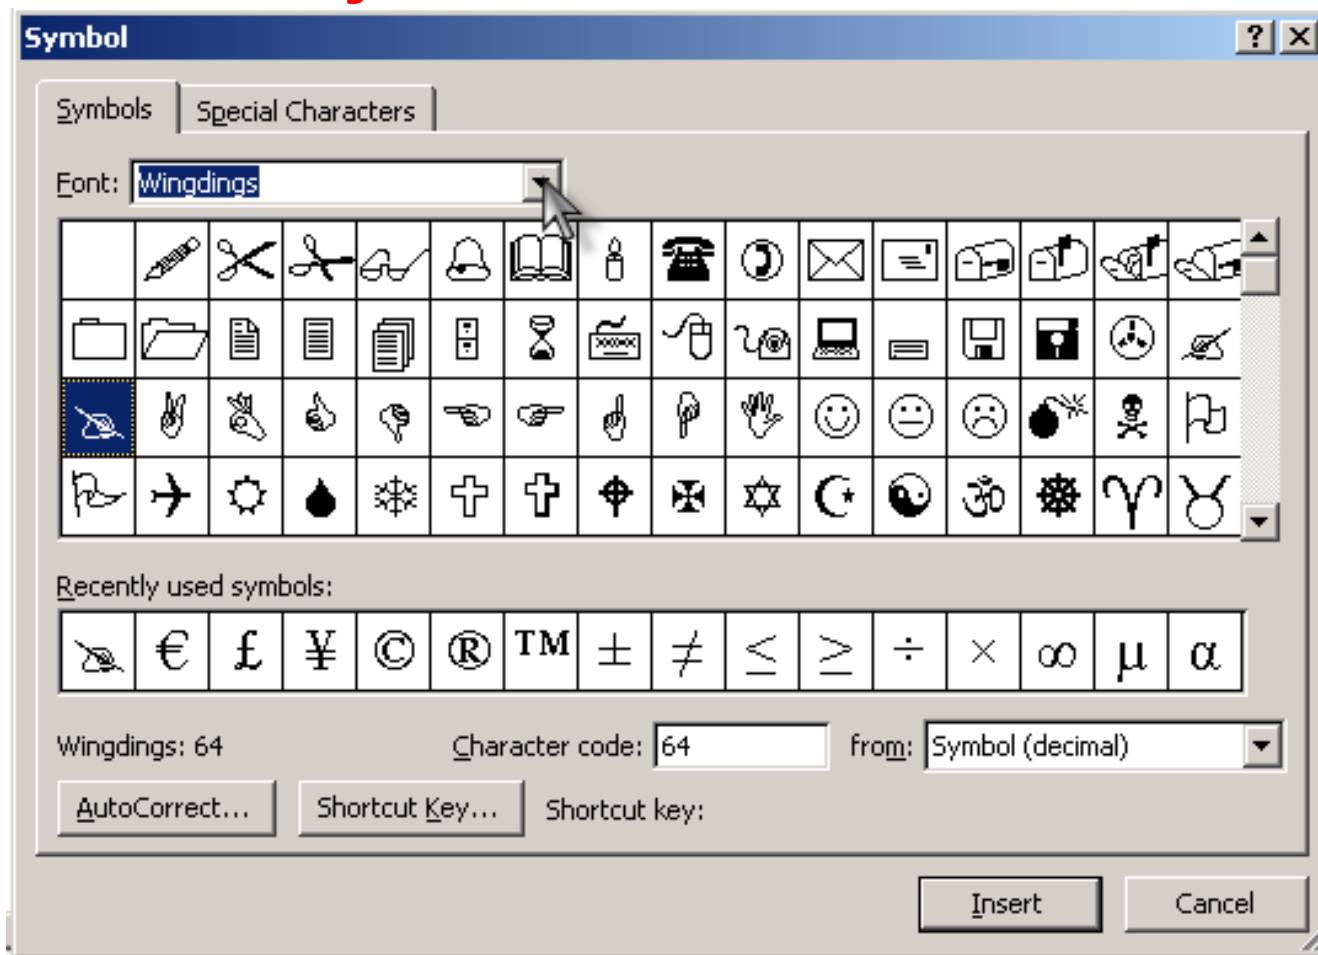 Symbol
Symbols Special Characters
Font: Wingdings
Recently used symbols:
€ £ ¥ © ® ™ ± ≠ ≤ ≥ ÷ × ∞ µ α
Wingdings: 64 Character code: 64 from: Symbol (decimal)
AutoCorrect... Shortcut Key... Shortcut key:
Insert Cancel